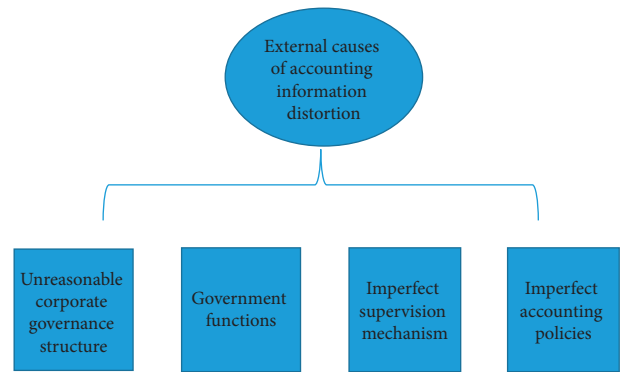 External causes
of accounting
information
distortion
Unreasonable
corporate
governance
structure
Government
functions
Imperfect
supervision
mechanism
Imperfect
accounting
policies